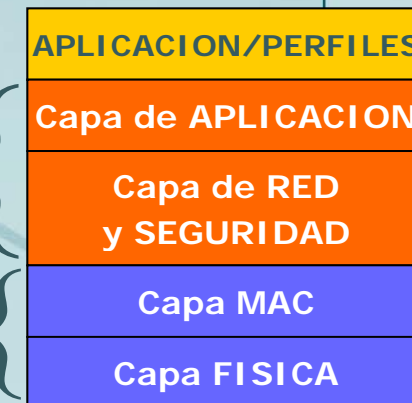 APLICACION/PERFILES
Capa de APLICACION
Capa de RED
y SEGURIDAD
Capa MAC
Capa FISICA